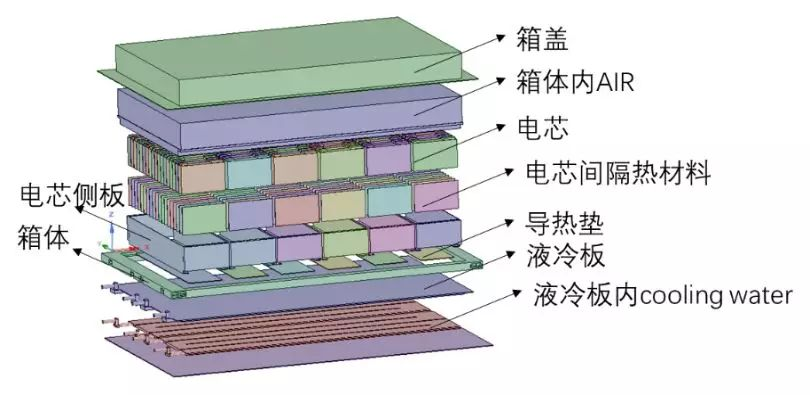 箱盖
箱体内AIR
电芯
电芯间隔热材料
电芯侧板
导热垫
箱体
液冷板
液冷板内cooling water